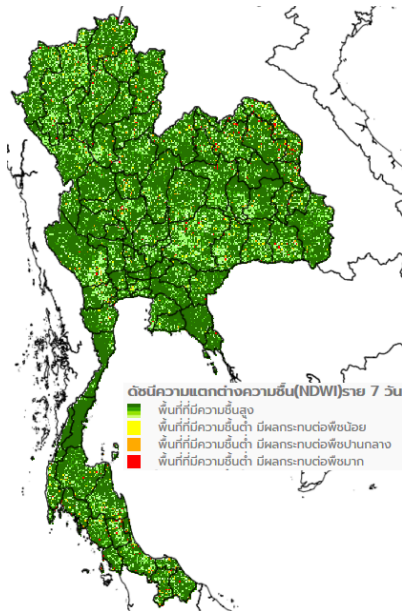 ดัชนีความแตกต่างความชื้น(NDWI)ราย 7 วัน
พื้นที่ที่มีความชื้นสูง
พื้นที่ที่มีความชื้นต่ำ มีผลกระทบต่อพืชน้อย
พื้นที่ที่มีความชื้นต่ำ มีผลกระทบต่อพืชปานกลาง
พื้นที่ที่มีความชื้นต่ำ มีผลกระทบต่อพืชมาก